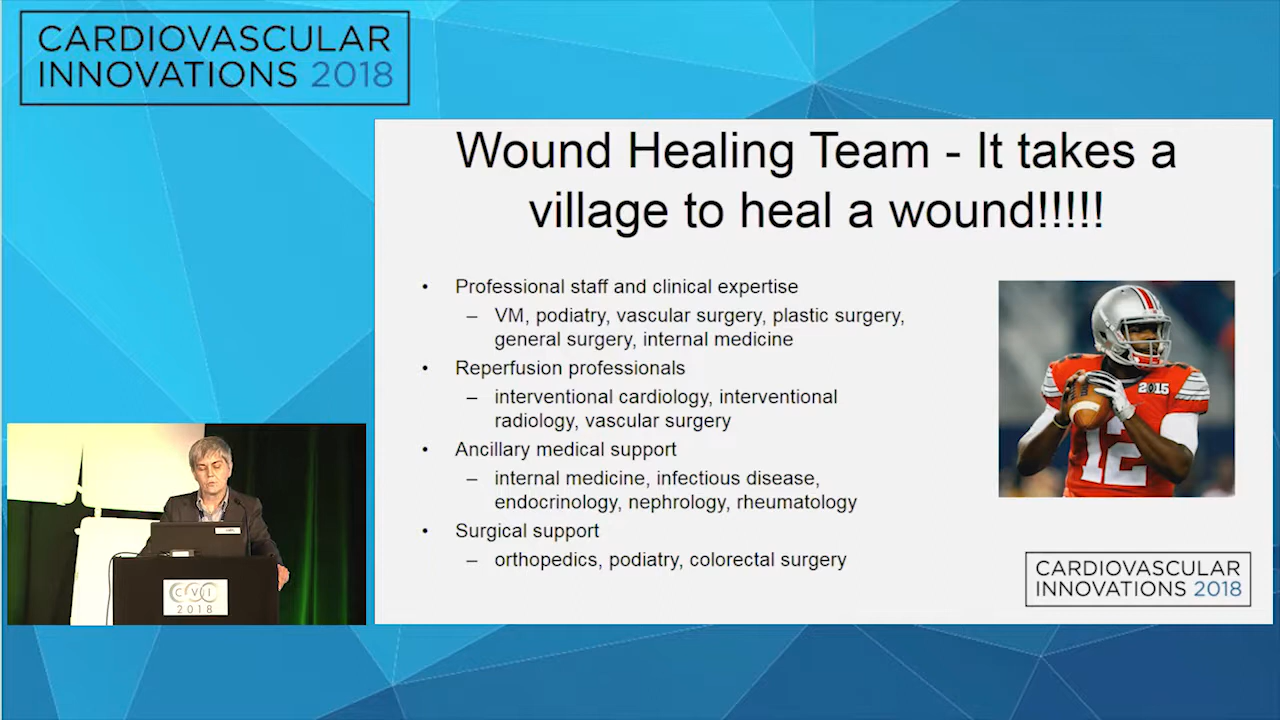 CARDIOVASCULAR
INNOVATIONS 2018
Wound Healing Team - It takes a
village to heal a wound!!!!!
• Professional staff and clinical expertise
– VM, podiatry, vascular surgery, plastic surgery,
general surgery, internal medicine
• Reperfusion professionals
– interventional cardiology, interventional
radiology, vascular surgery
• Ancillary medical support
– internal medicine, infectious disease,
endocrinology, nephrology, rheumatology
• Surgical support
– orthopedics, podiatry, colorectal surgery
2015
12
CARDIOVASCULAR
INNOVATIONS 2018
CVI
2018